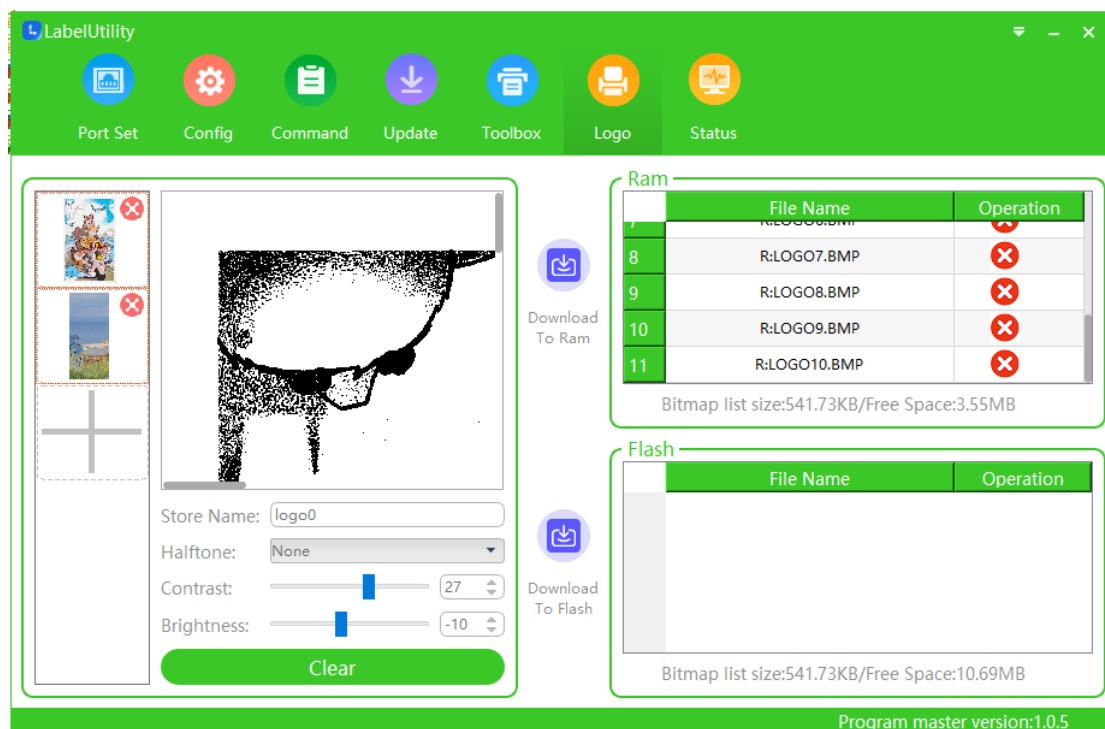 LabelUtility
Port Set
Config
Command
Update
Toolbox
Logo
Status
Store Name: logo0
Halftone: None
Contrast: 27
Brightness: -10
Clear
Download
To Ram
Download
To Flash
Ram
File Name Operation
8 R:LOGO7.BMP
9 R:LOGO8.BMP
10 R:LOGO9.BMP
11 R:LOGO10.BMP
Bitmap list size:541.73KB/Free Space:3.55MB
Flash
File Name Operation
Bitmap list size:541.73KB/Free Space:10.69MB
Program master version:1.0.5